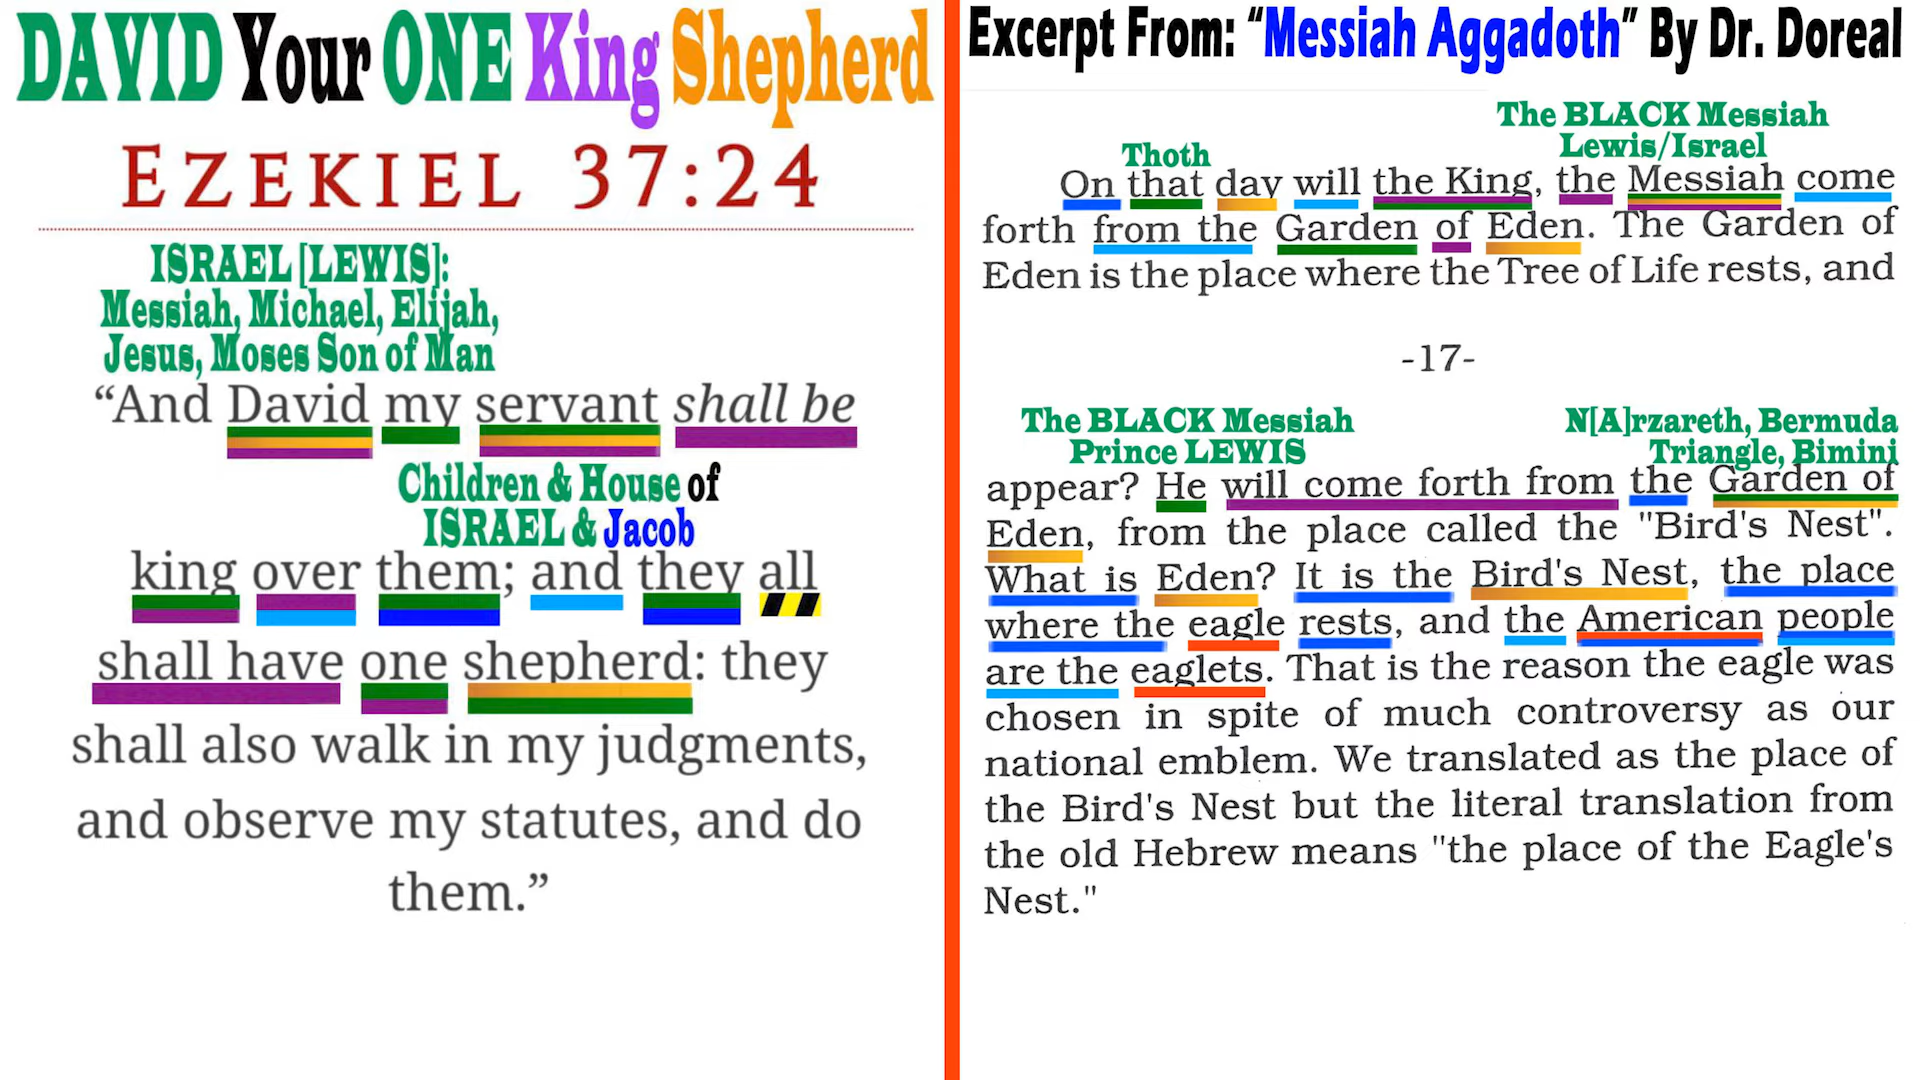 DAVID Your ONE King Shepherd
EZEKIEL 37:24
ISRAEL [LEWIS]:
Messiah, Michael, Elijah,
Jesus, Moses Son of Man
“And David my servant shall be
Children & House of
ISRAEL & Jacob
king over them; and they all
shall have one shepherd: they
shall also walk in my judgments,
and observe my statutes, and do
them.”
Excerpt From: “Messiah Aggadoth” By Dr. Doreal
The BLACK Messiah
Lewis/Israel
Thoth
On that day will the King, the Messiah come
forth from the Garden of Eden. The Garden of
Eden is the place where the Tree of Life rests, and
-17-
The BLACK Messiah
Prince LEWIS
N[A]rzareth, Bermuda
Triangle, Bimini
appear? He will come forth from the Garden of
Eden, from the place called the "Bird's Nest".
What is Eden? It is the Bird's Nest, the place
where the eagle rests, and the American people
are the eaglets. That is the reason the eagle was
chosen in spite of much controversy as our
national emblem. We translated as the place of
the Bird's Nest but the literal translation from
the old Hebrew means "the place of the Eagle's
Nest."